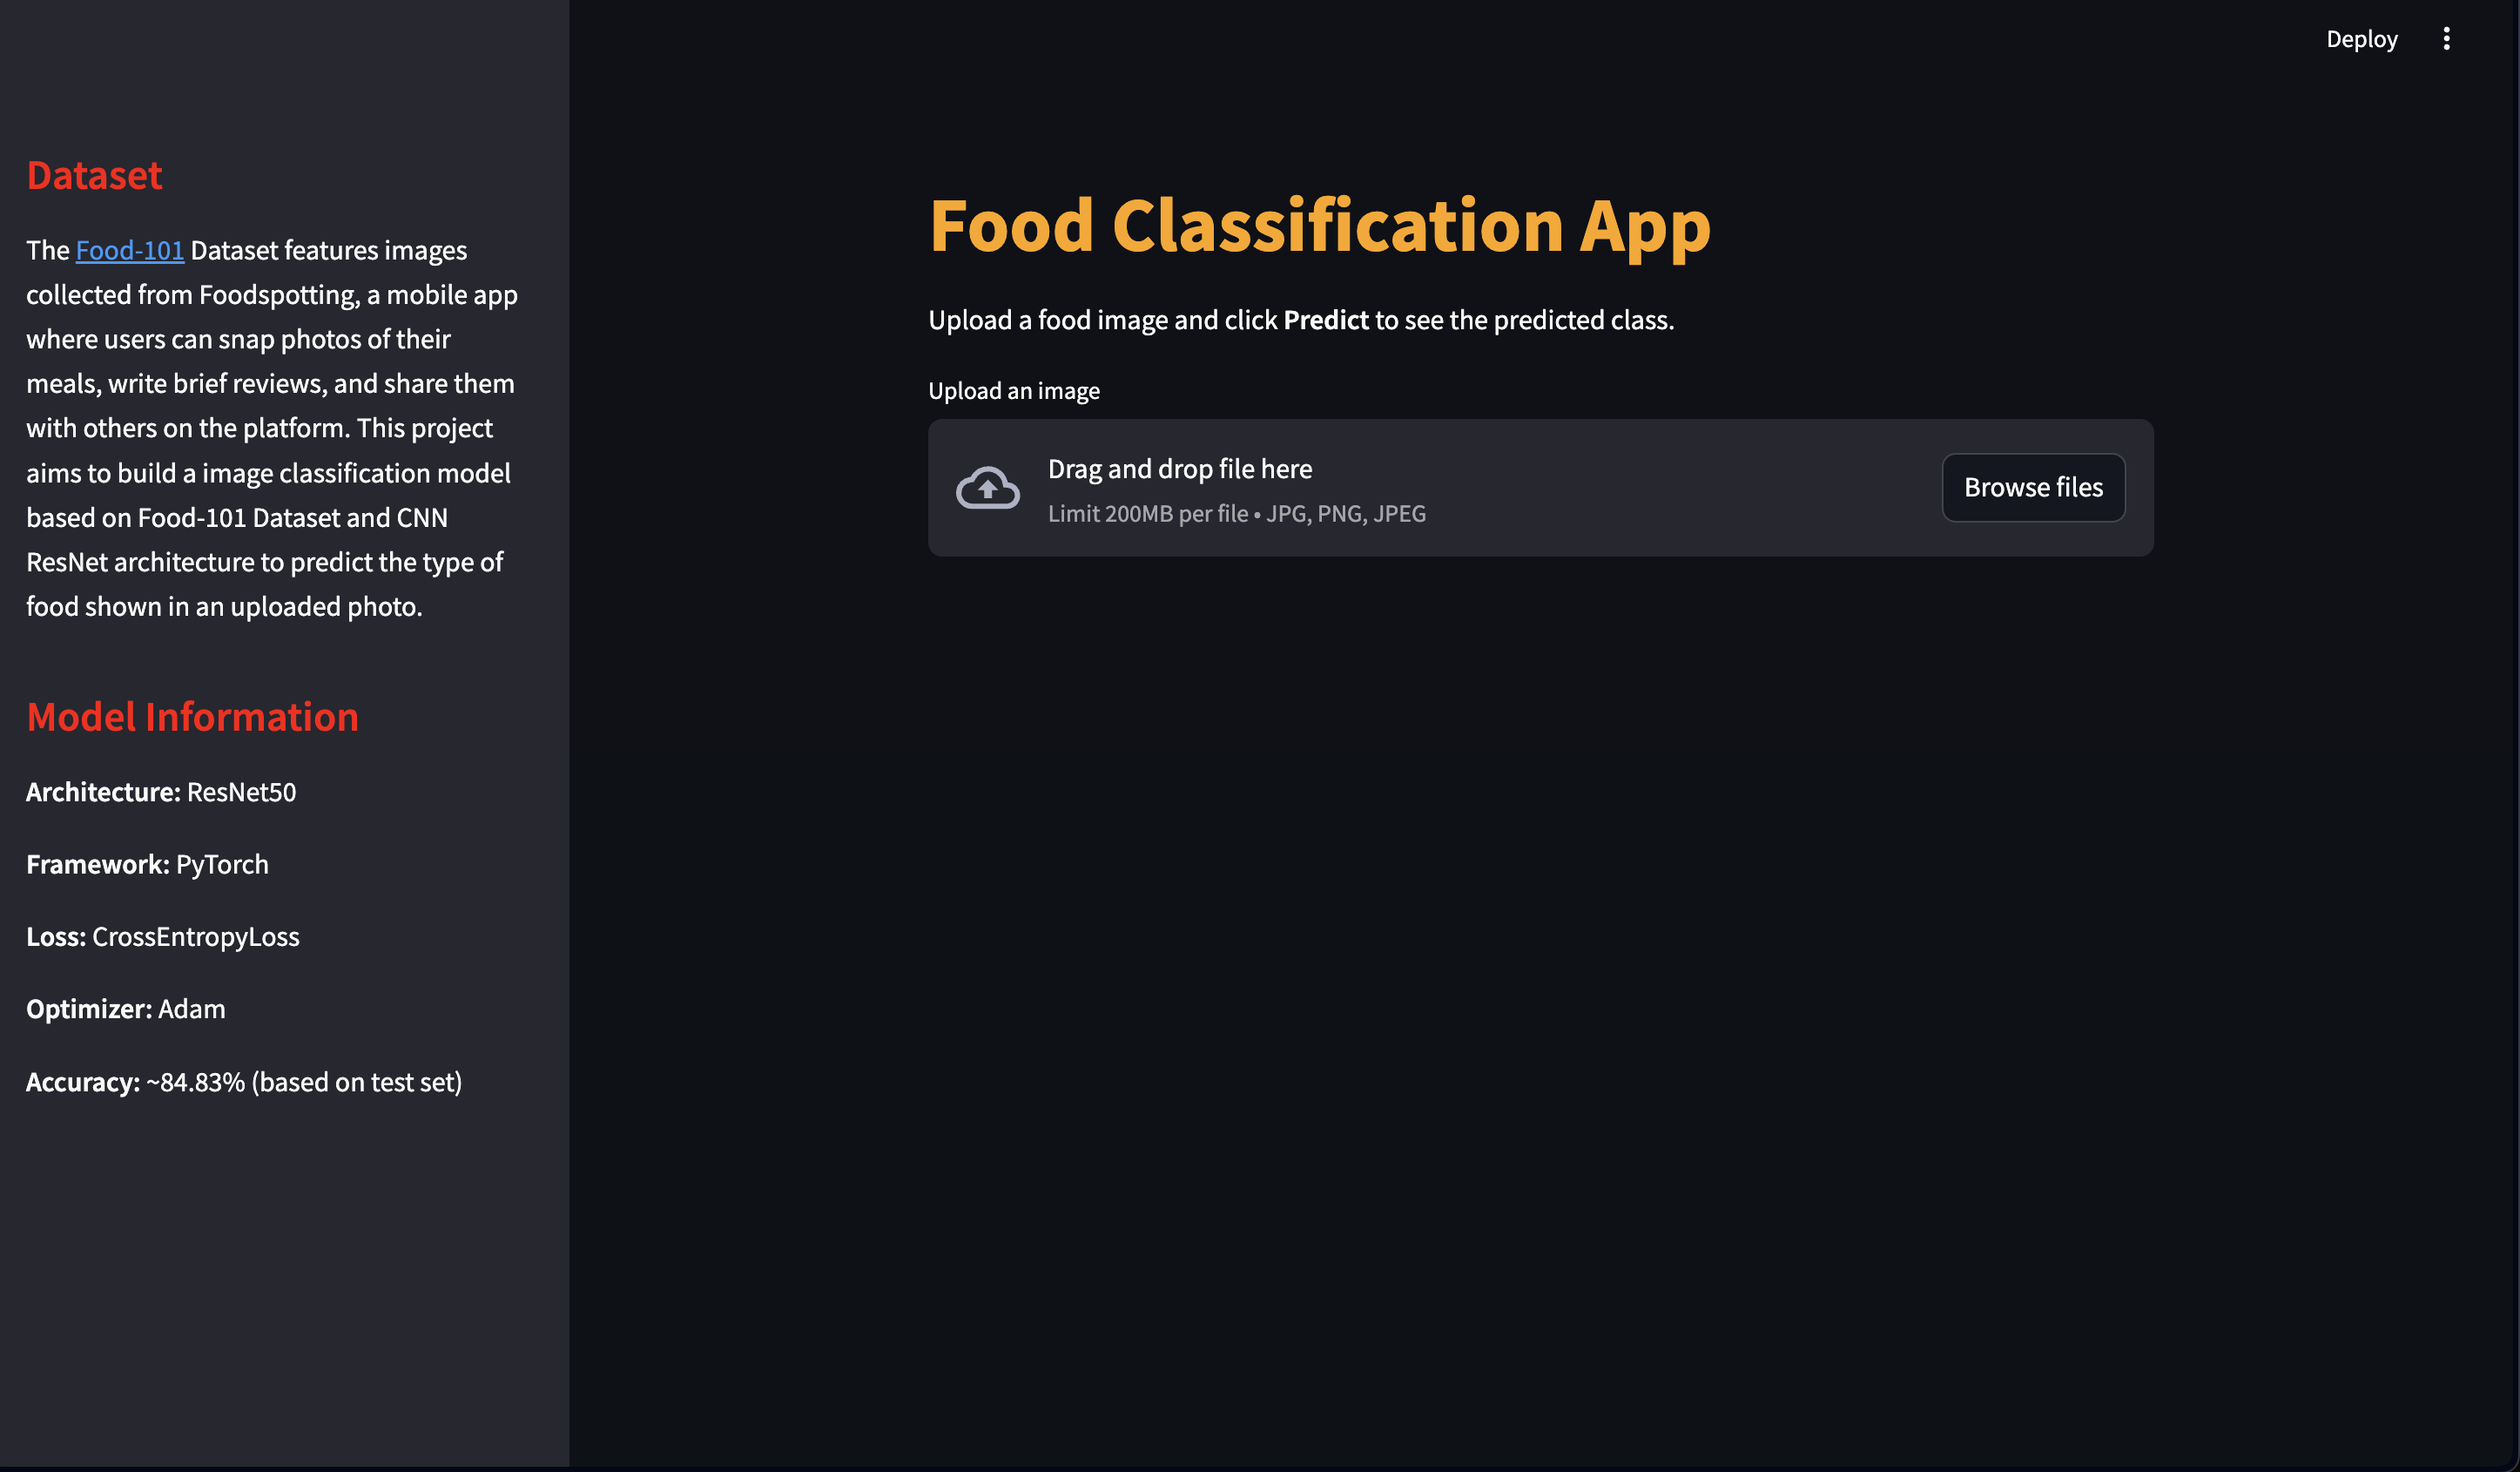 Deploy
Dataset
The Food-101 Dataset features images
collected from Foodspotting, a mobile app
where users can snap photos of their
meals, write brief reviews, and share them
with others on the platform. This project
aims to build a image classification model
based on Food-101 Dataset and CNN
ResNet architecture to predict the type of
food shown in an uploaded photo.
Model Information
Architecture: ResNet50
Framework: PyTorch
Loss: CrossEntropyLoss
Optimizer: Adam
Accuracy: ~84.83% (based on test set)
Food Classification App
Upload a food image and click Predict to see the predicted class.
Upload an image
Drag and drop file here
Limit 200MB per file • JPG, PNG, JPEG
Browse files